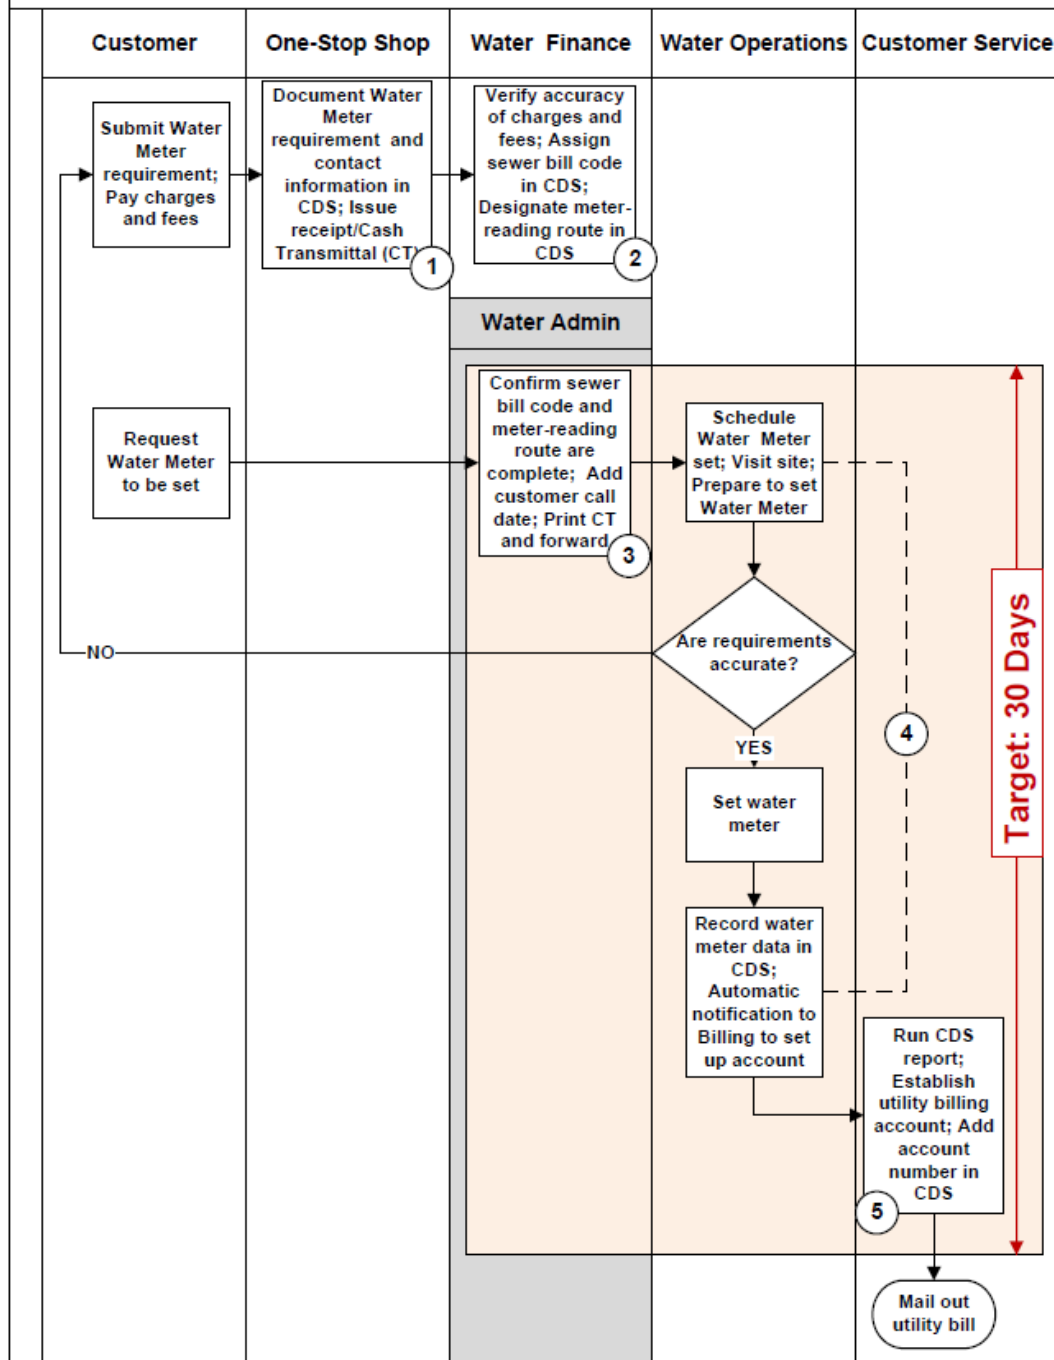 Customer
One-Stop Shop
Water Finance
Water Operations
Customer Service
Submit Water
Meter
requirement;
Pay charges
and fees
Document Water
Meter
requirement and
contact
information in
CDS; Issue
receipt/Cash
Transmittal (CT)
1
Verify accuracy
of charges and
fees; Assign
sewer bill code
in CDS;
Designate meter-
reading route in
CDS
2
Water Admin
Request
Water Meter
to be set
Confirm sewer
bill code and
meter-reading
route are
complete; Add
customer call
date; Print CT
and forward
3
Schedule
Water Meter
set; Visit site;
Prepare to set
Water Meter
Are requirements
accurate?
NO
YES
4
Set water
meter
Record water
meter data in
CDS;
Automatic
notification to
Billing to set
up account
Run CDS
report;
Establish
utility billing
account; Add
account
number in
CDS
5
Target: 30 Days
Mail out
utility bill